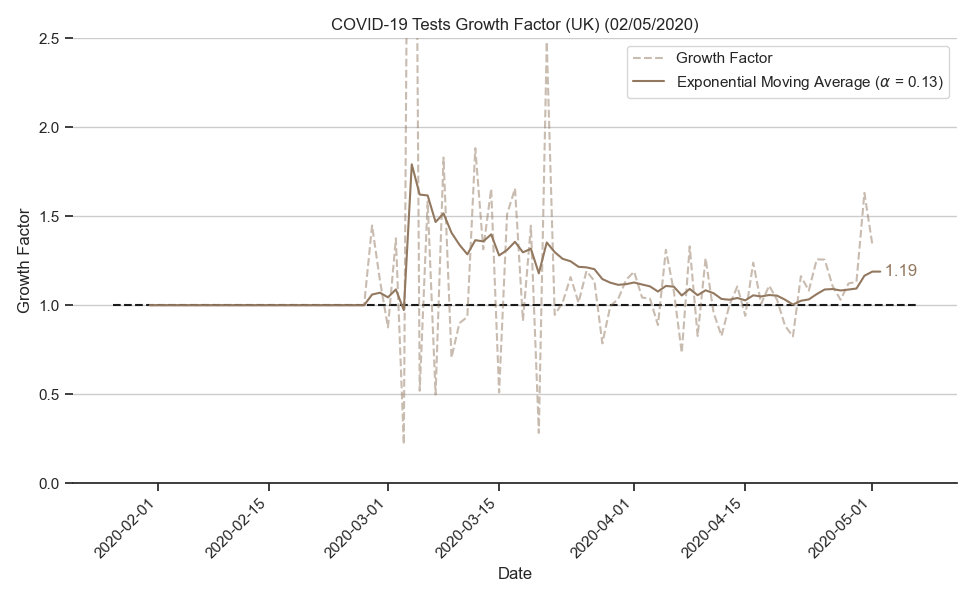 COVID-19 Tests Growth Factor (UK) (02/05/2020)
2.5
Growth Factor
Exponential Moving Average (α = 0.13)
2.0
1.5
1.19
1.0
0.5
0.0
Growth Factor
2020-02-01
2020-02-15
2020-03-01
2020-03-15
2020-04-01
2020-04-15
2020-05-01
Date